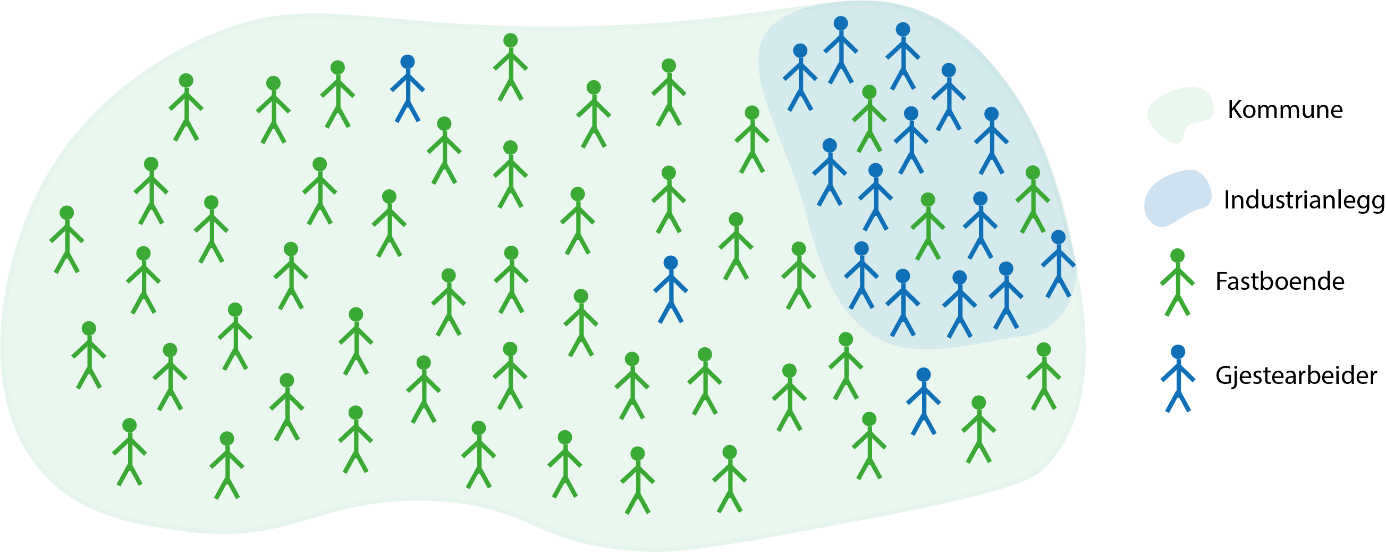 Kommune
Industrianlegg
Fastboende
Gjestearbeider